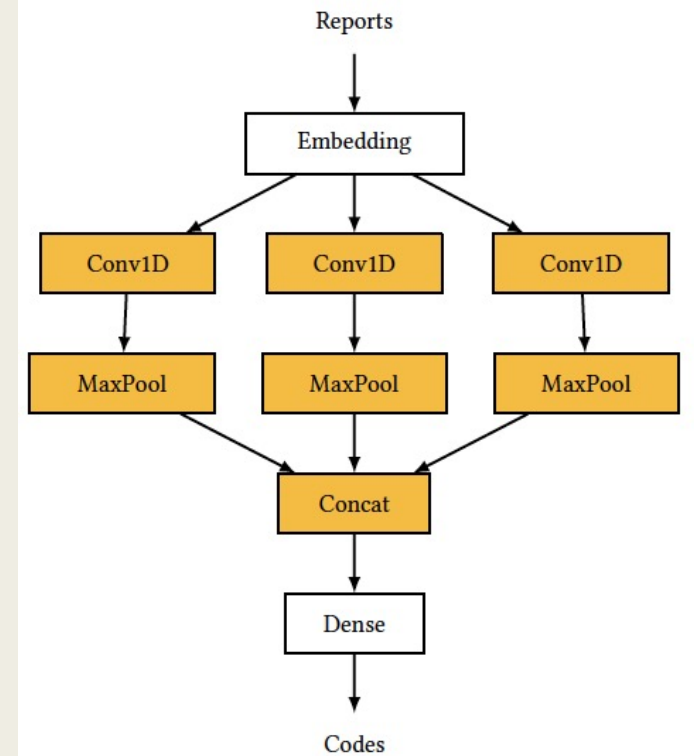 Reports
Embedding
Conv1D Conv1D Conv1D
MaxPool MaxPool MaxPool
Concat
Dense
Codes